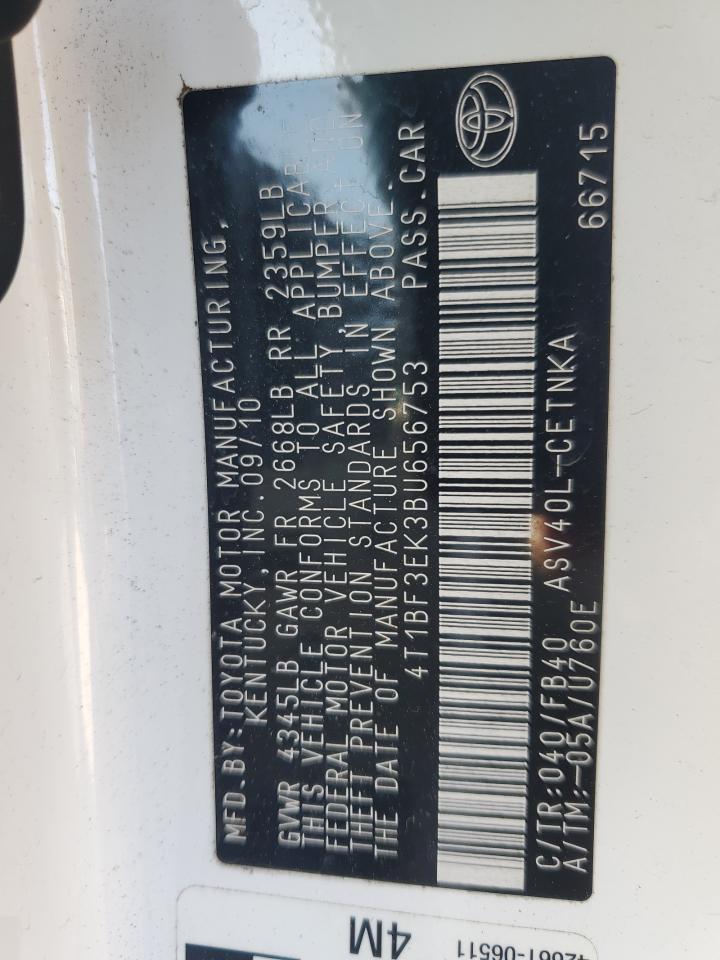 MFD.BY:TOYOTA MOTOR MANUFACTURING,
KENTUCKY,INC.09/10
GVWR 4345LB GAWR FR 2668LB RR 2359LB
THIS VEHICLE CONFORMS TO ALL APPLICABLE
FEDERAL MOTOR VEHICLE SAFETY,BUMPER,AND
THEFT PREVENTION STANDARDS IN EFFECT ON
THE DATE OF MANUFACTURE SHOWN ABOVE.
4T1BF3EK3BU656753 PASS.CAR
C/TR:040/FB40 ASV40L-CETNKA 66715
A/TM:-05A/U760E
4M
42661-06511